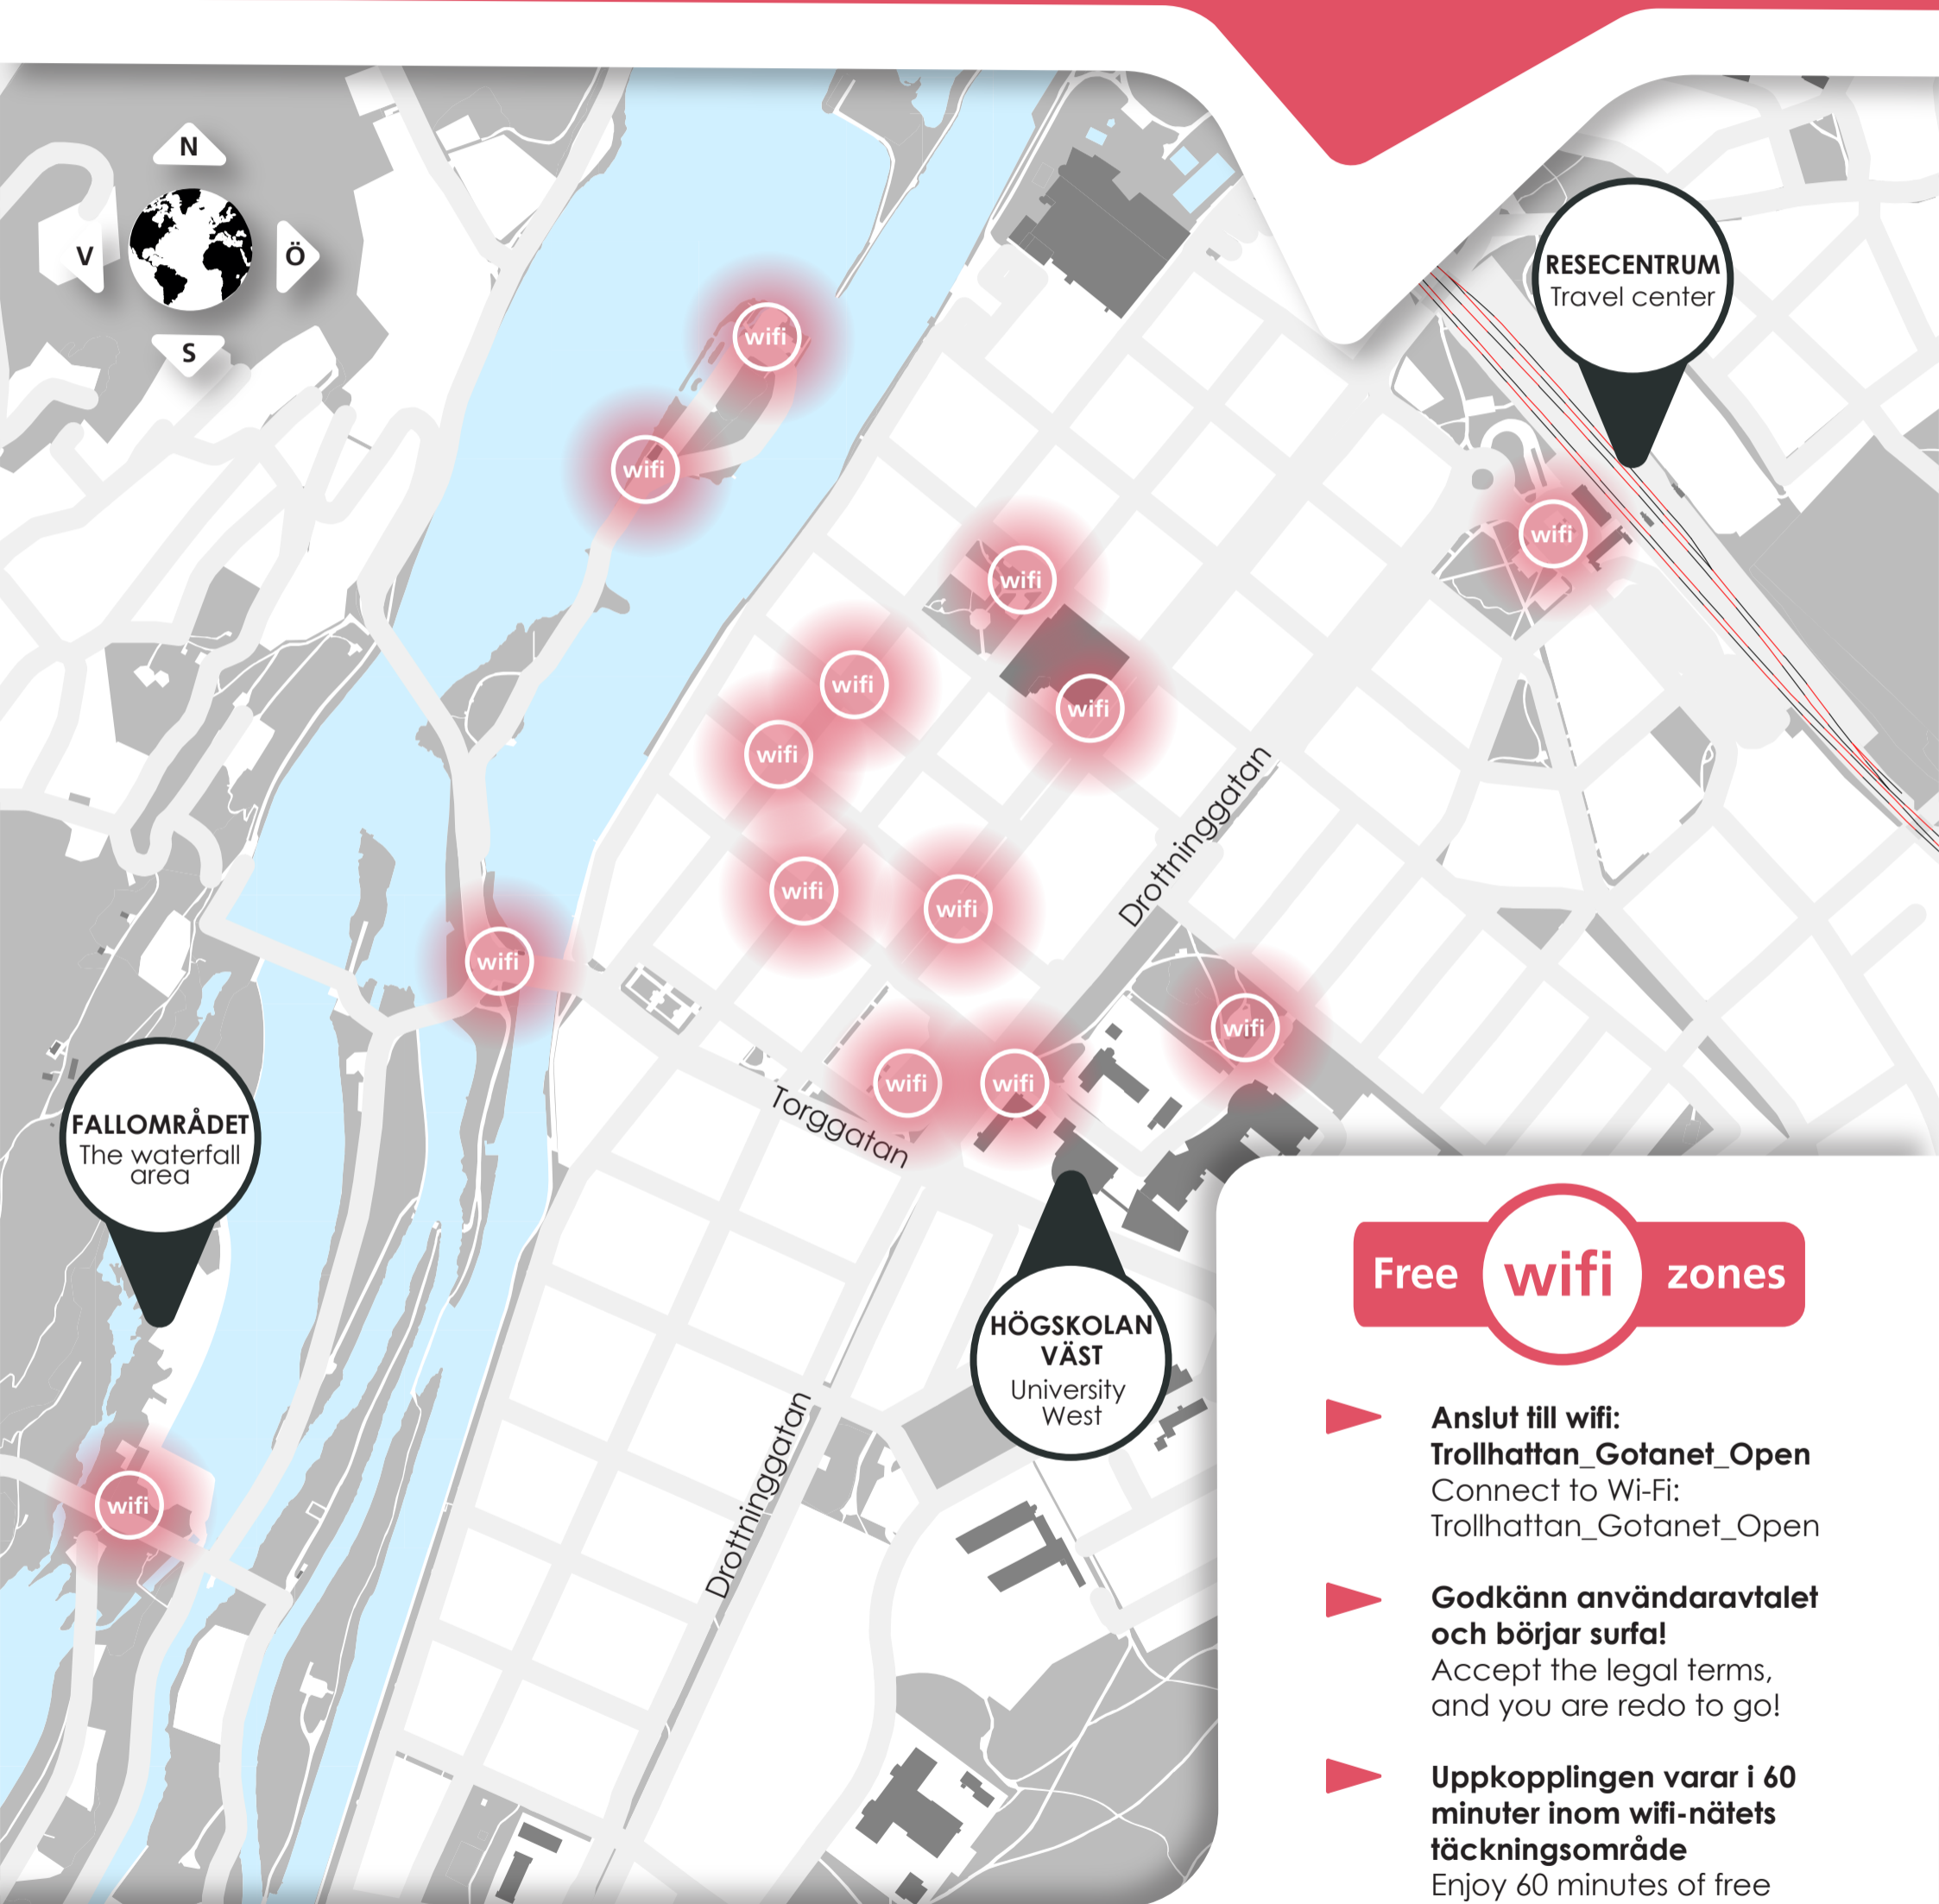 N
V
Ö
S
RESECENTRUM
Travel center
wifi
wifi
wifi
wifi
wifi
wifi
wifi
wifi
wifi
Drottninggatan
wifi
wifi
wifi
wifi
Torggatan
FALLOMRÅDET
The waterfall
area
HÖGSKOLAN
VÄST
University
West
Drottninggatan
wifi
Free wifi zones
Anslut till wifi:
Trollhattan_Gotanet_Open
Connect to Wi-Fi:
Trollhattan_Gotanet_Open
Godkänn användaravtalet
och börjar surfa!
Accept the legal terms,
and you are redo to go!
Uppkopplingen varar i 60
minuter inom wifi-nätets
täckningsområde
Enjoy 60 minutes of free